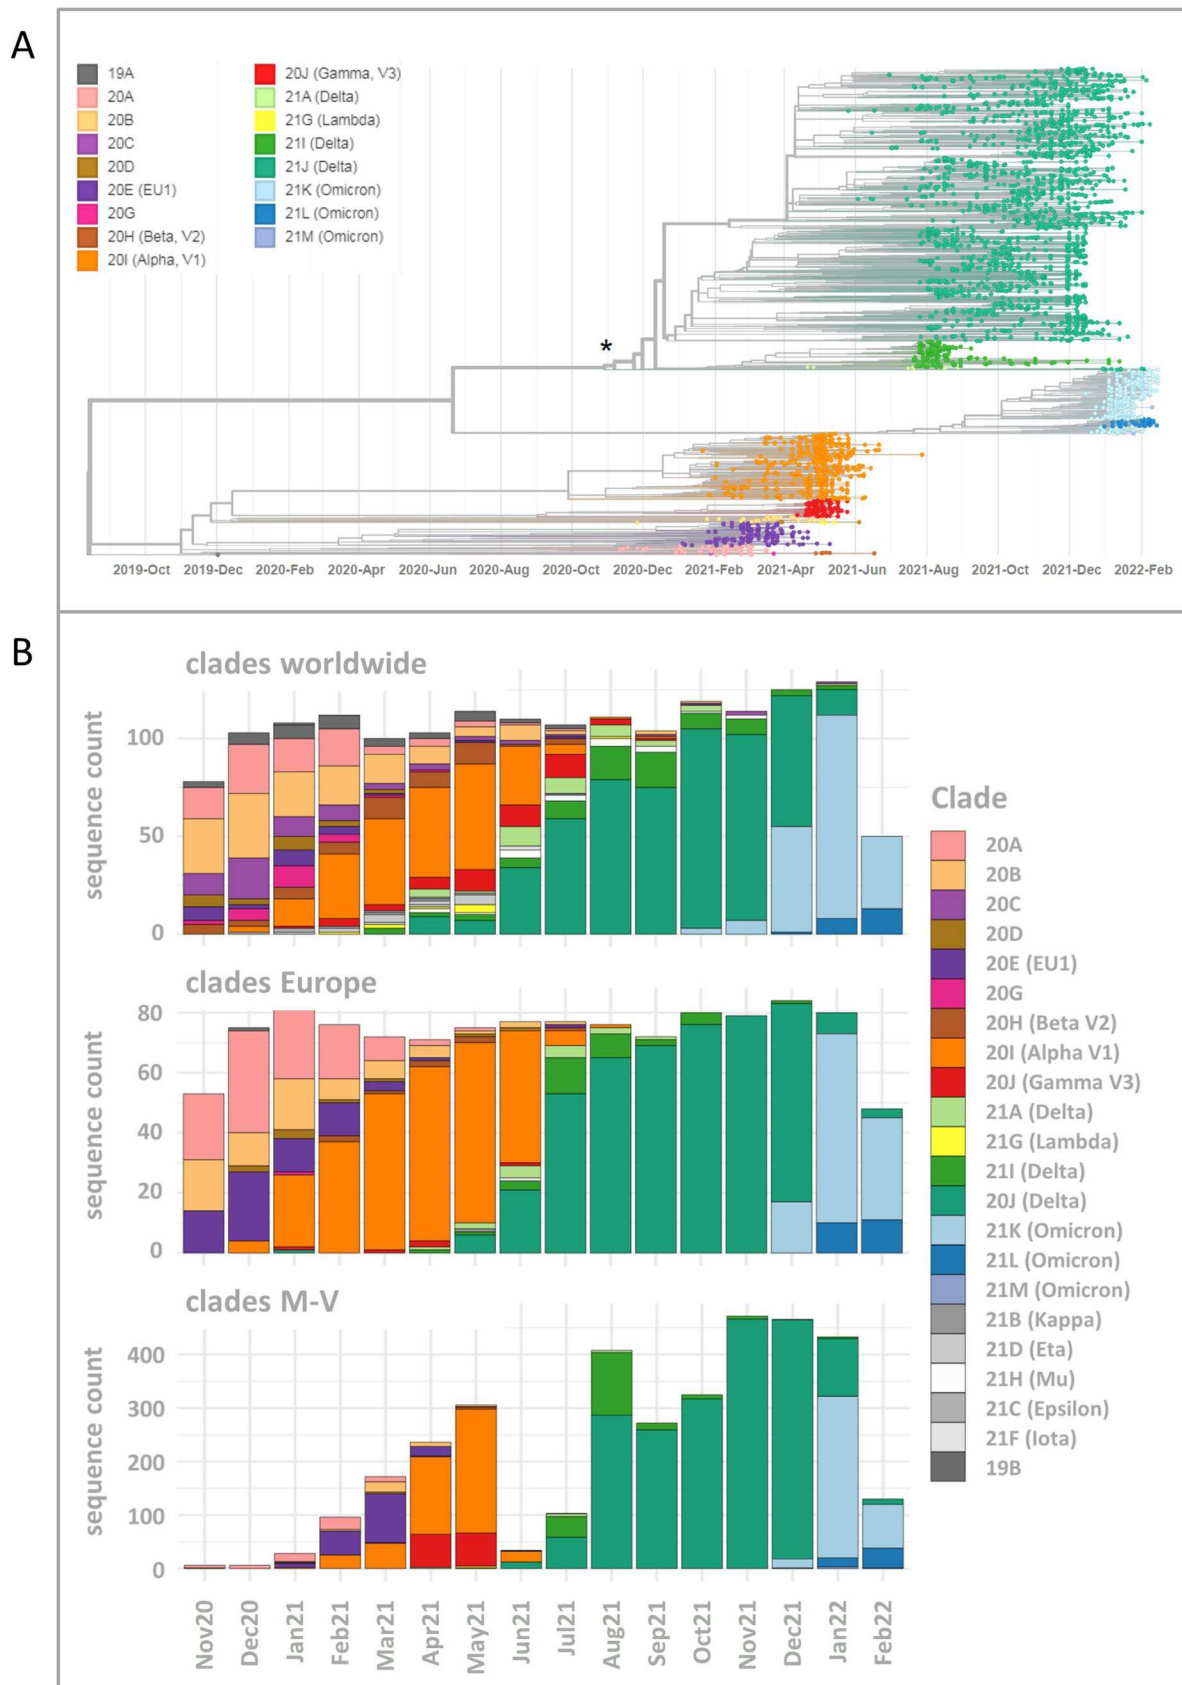 A
19A
20A
20B
20C
20D
20E (EU1)
20G
20H (Beta, V2)
20I (Alpha, V1)
20J (Gamma, V3)
21A (Delta)
21G (Lambda)
21I (Delta)
21J (Delta)
21K (Omicron)
21L (Omicron)
21M (Omicron)
*
2019-Oct 2019-Dec 2020-Feb 2020-Apr 2020-Jun 2020-Aug 2020-Oct 2020-Dec 2021-Feb 2021-Apr 2021-Jun 2021-Aug 2021-Oct 2021-Dec 2022-Feb
B
clades worldwide
sequence count
100
50
0
clades Europe
sequence count
80
60
40
20
0
clades M-V
sequence count
400
300
200
100
0
Nov20 Dec20 Jan21 Feb21 Mar21 Apr21 May21 Jun21 Jul21 Aug21 Sep21 Oct21 Nov21 Dec21 Jan22 Feb22
Clade
20A
20B
20C
20D
20E (EU1)
20G
20H (Beta V2)
20I (Alpha V1)
20J (Gamma V3)
21A (Delta)
21G (Lambda)
21I (Delta)
20J (Delta)
21K (Omicron)
21L (Omicron)
21M (Omicron)
21B (Kappa)
21D (Eta)
21H (Mu)
21C (Epsilon)
21F (Iota)
19B